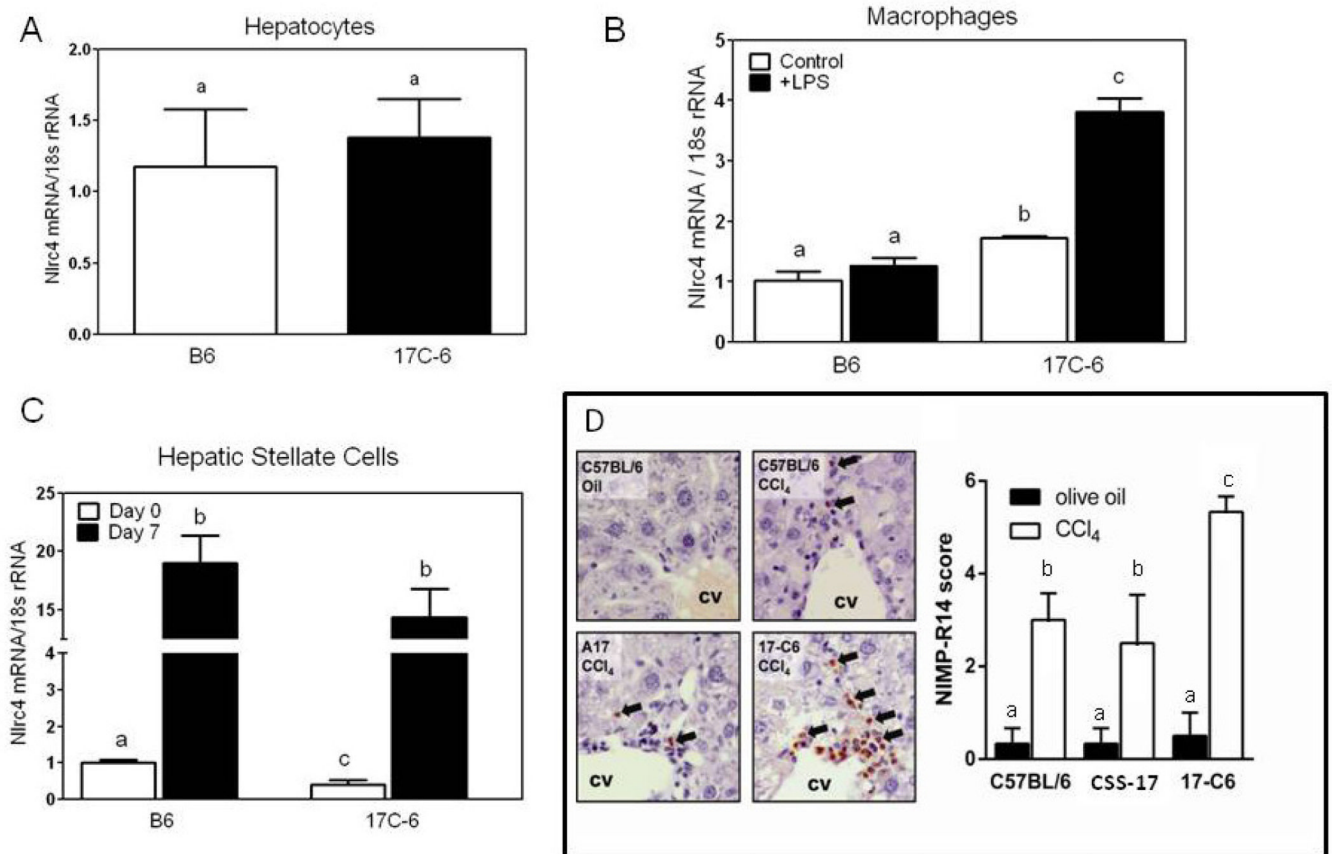 A
Hepatocytes
Nlrc4 mRNA/18s rRNA
2.0
1.5
1.0
0.5
0.0
a
a
B6
17C-6
B
Macrophages
Nlrc4 mRNA / 18s rRNA
5
4
3
2
1
0
Control
+LPS
a
a
b
c
B6
17C-6
C
Hepatic Stellate Cells
Nlrc4 mRNA/18s rRNA
25
20
15
4
3
2
1
0
Day 0
Day 7
a
b
c
b
B6
17C-6
D
C57BL/6
Oil
cv
C57BL/6
CCl₄
cv
A17
CCl₄
cv
17-C6
CCl₄
cv
NIMP-R14 score
6
4
2
0
olive oil
CCl₄
a
b
a
b
a
c
C57BL/6
CSS-17
17-C6